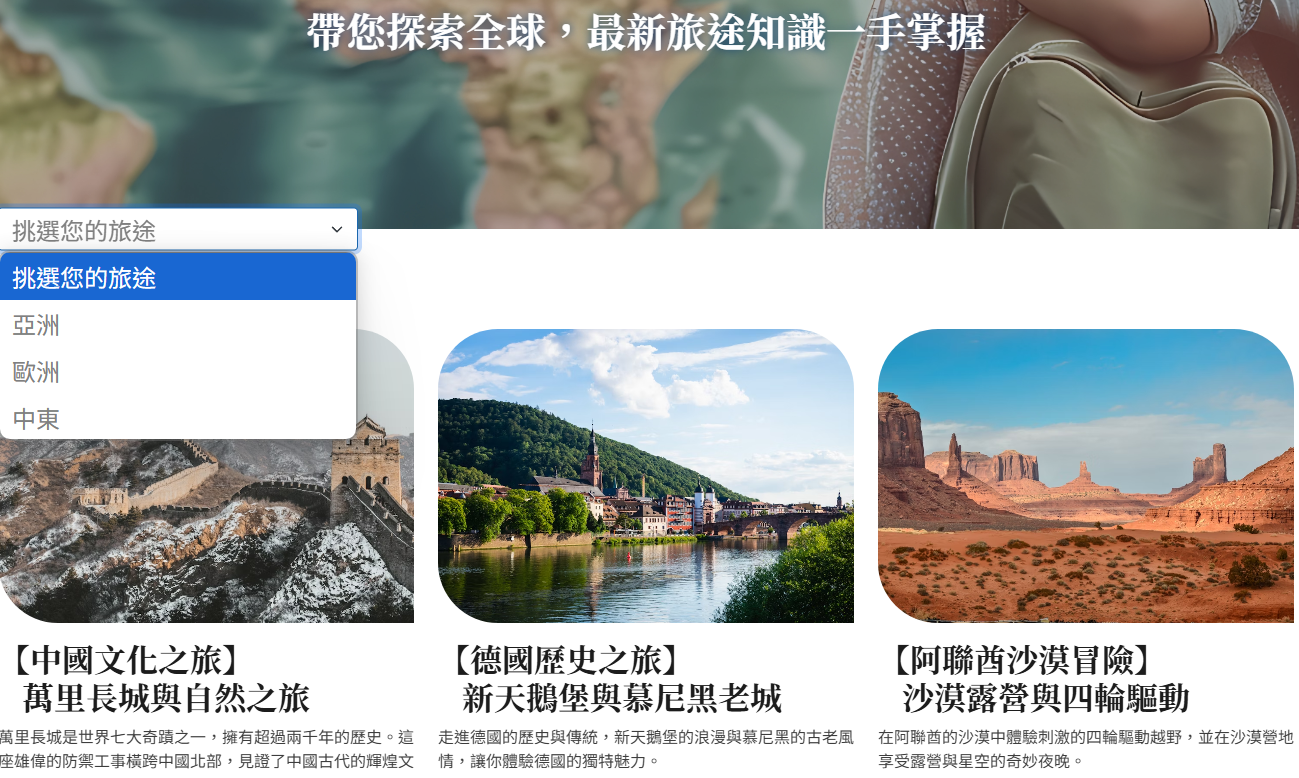 帶您探索全球，最新旅途知識一手掌握
挑選您的旅途
挑選您的旅途
亞洲
歐洲
中東
【中國文化之旅】
萬里長城與自然之旅
萬里長城是世界七大奇蹟之一，擁有超過兩千年的歷史。這
座雄偉的防禦工事橫跨中國北部，見證了中國古代的輝煌文
【德國歷史之旅】
新天鵝堡與慕尼黑老城
走進德國的歷史與傳統，新天鵝堡的浪漫與慕尼黑的古老風
情，讓你體驗德國的獨特魅力。
【阿聯酋沙漠冒險】
沙漠露營與四輪驅動
在阿聯酋的沙漠中體驗刺激的四輪驅動越野，並在沙漠營地
享受露營與星空的奇妙夜晚。